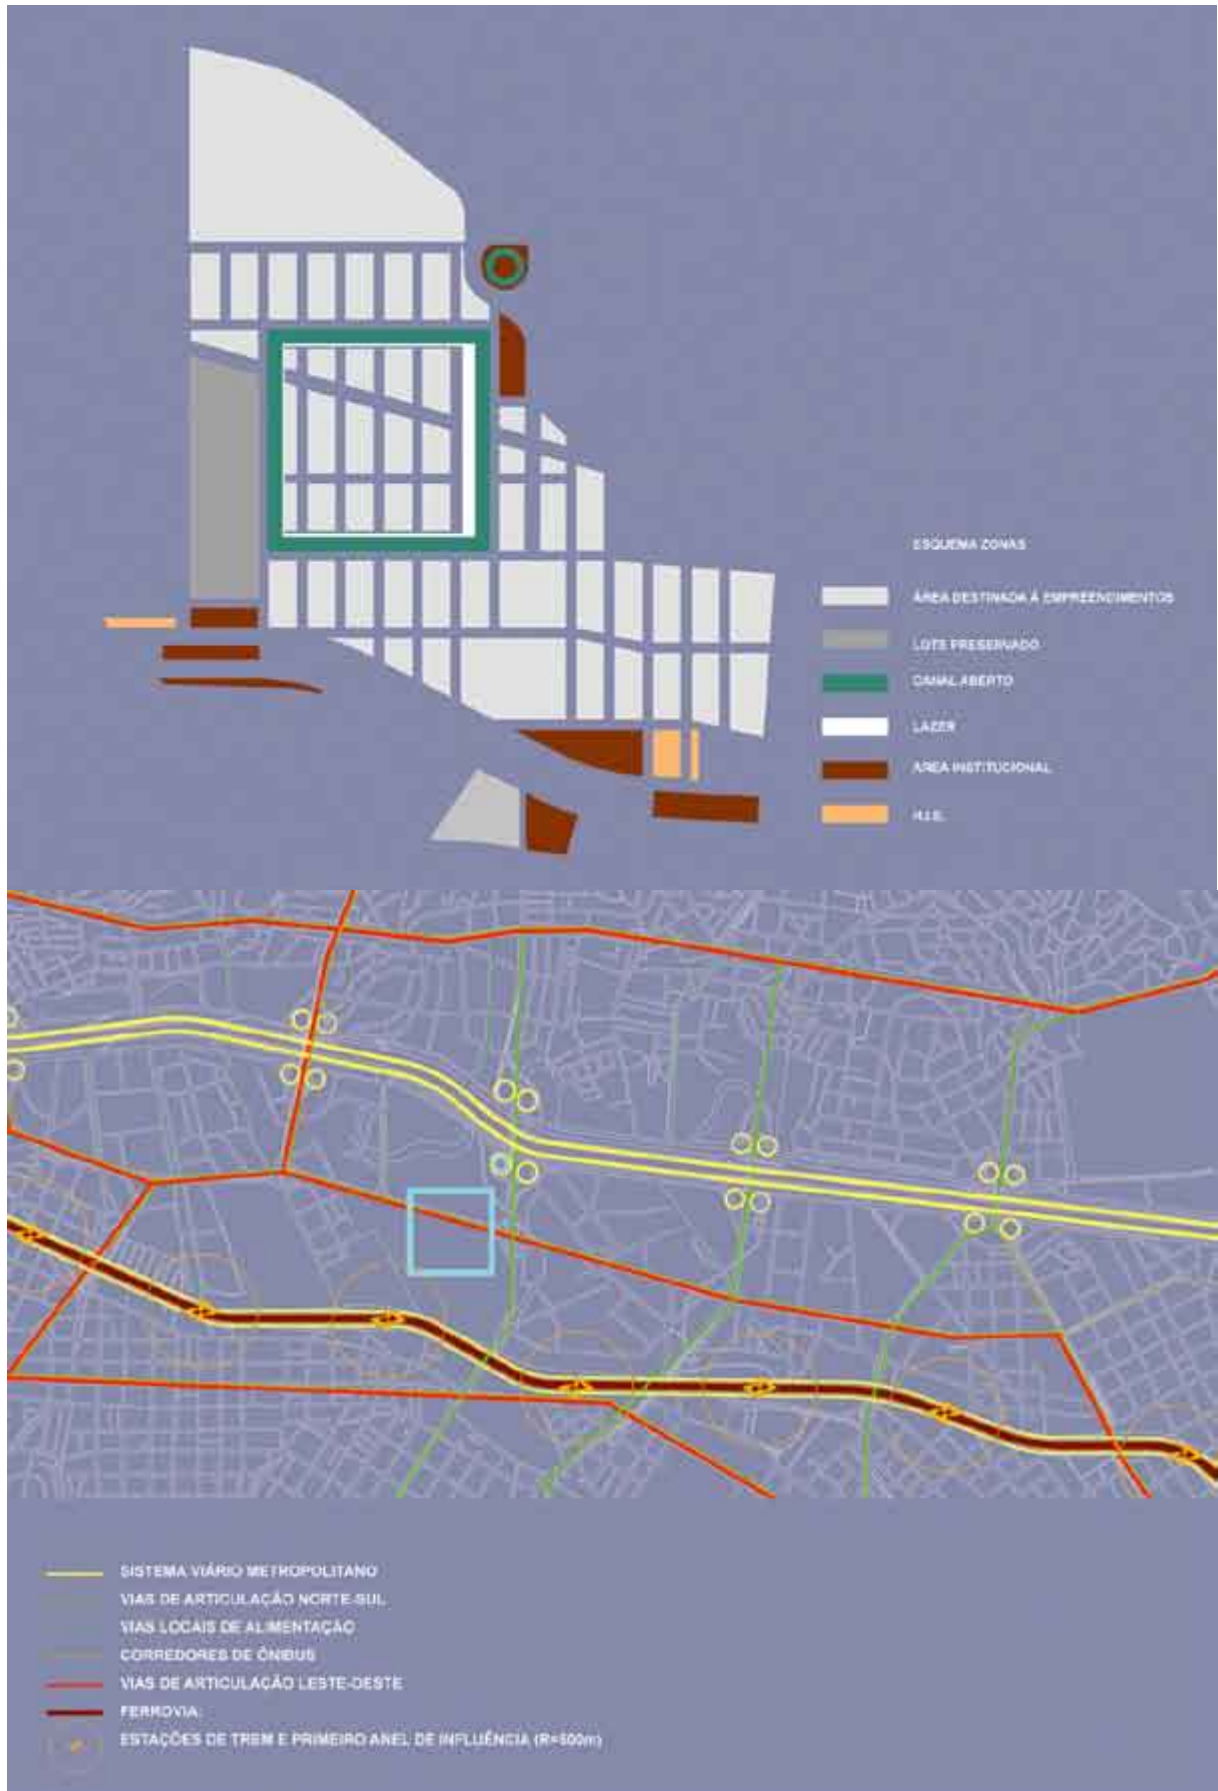 ESQUEMA ZONAS
ÁREA DESTINADA À EMPREENDIMENTOS
LOTS PRESERVADO
CANAL ABERTO
LAZER
ÁREA INSTITUCIONAL
H.I.S.
SISTEMA VIÁRIO METROPOLITANO
VIAS DE ARTICULAÇÃO NORTE-SUL
VIAS LOCAIS DE ALIMENTAÇÃO
CORREDORES DE ÔNIBUS
VIAS DE ARTICULAÇÃO LESTE-OESTE
FERROVIA
ESTAÇÕES DE TREM E PRIMEIRO ANEL DE INFLUÊNCIA (R=600m)